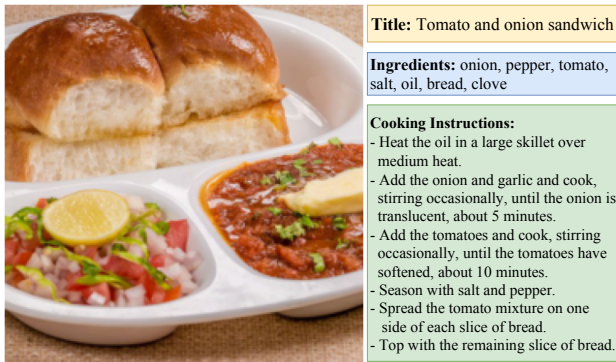 Title: Tomato and onion sandwich
Ingredients: onion, pepper, tomato,
salt, oil, bread, clove
Cooking Instructions:
- Heat the oil in a large skillet over
medium heat.
- Add the onion and garlic and cook,
stirring occasionally, until the onion is
translucent, about 5 minutes.
- Add the tomatoes and cook, stirring
occasionally, until the tomatoes have
softened, about 10 minutes.
- Season with salt and pepper.
- Spread the tomato mixture on one
side of each slice of bread.
- Top with the remaining slice of bread.